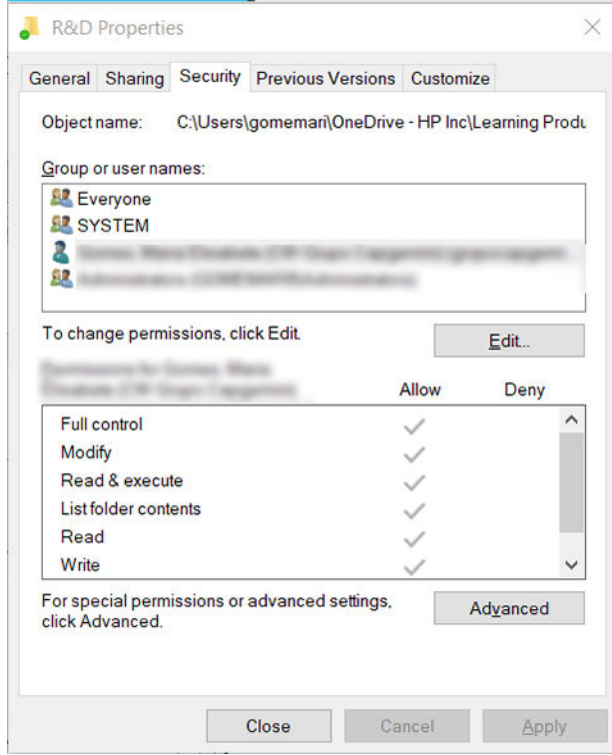 R&D Properties
General Sharing Security Previous Versions Customize
Object name: C:\Users\gomemari\OneDrive - HP Inc\Learning Produ
Group or user names:
Everyone
SYSTEM
To change permissions, click Edit.
Edit...
Allow Deny
Full control
Modify
Read & execute
List folder contents
Read
Write
For special permissions or advanced settings,
click Advanced.
Advanced
Close Cancel Apply